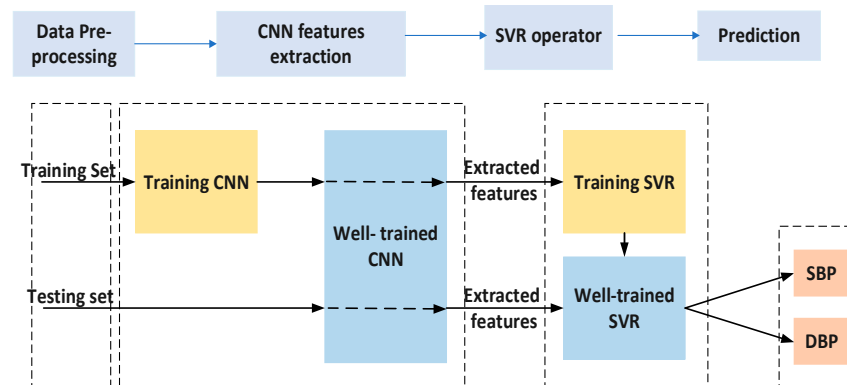 Data Pre-
processing
CNN features
extraction
SVR operator
Prediction
Training Set
Training CNN
Extracted
features
Training SVR
Well- trained
CNN
Testing set
Extracted
features
Well-trained
SVR
SBP
DBP